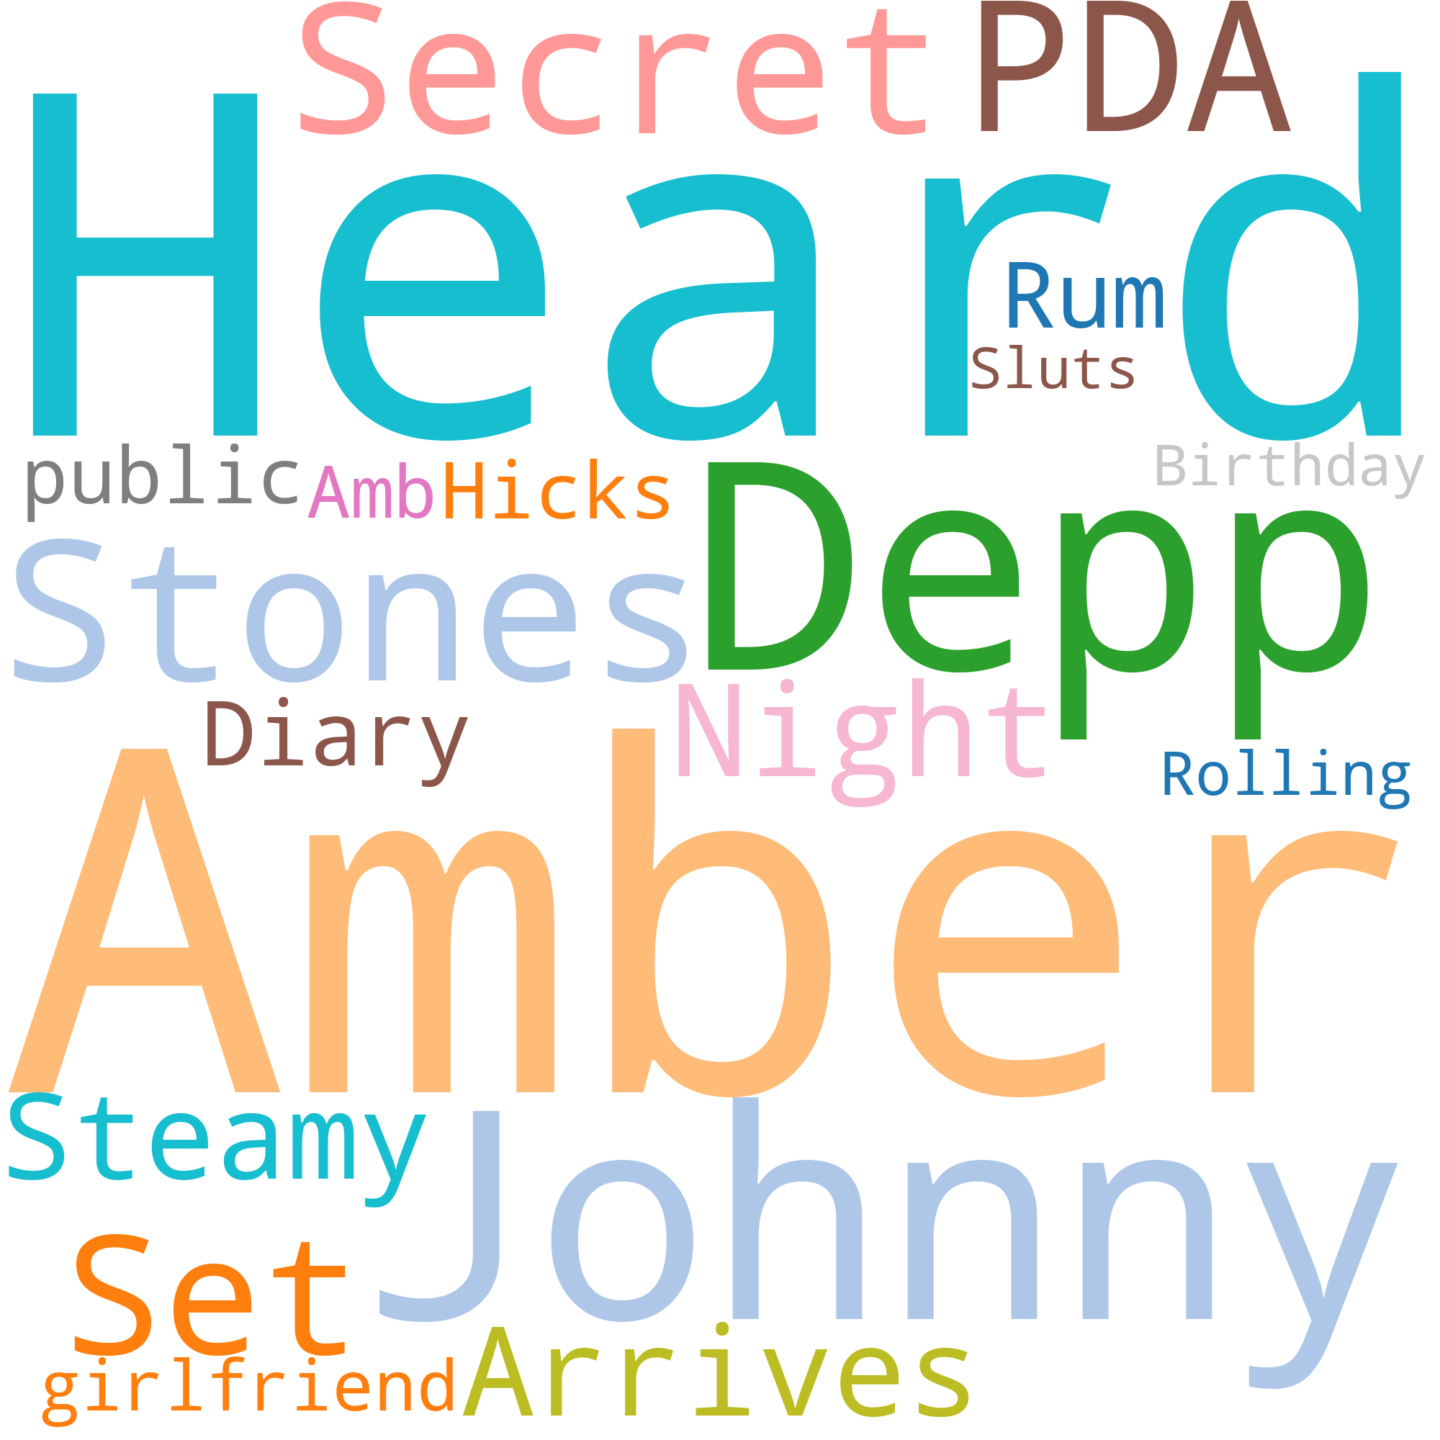 Secret PDA
Heard
Rum
Sluts
public Amb Hicks Birthday
Stones Depp
Diary Night
Rolling
Amber
Steamy Johnny
Set
girlfriend Arrives